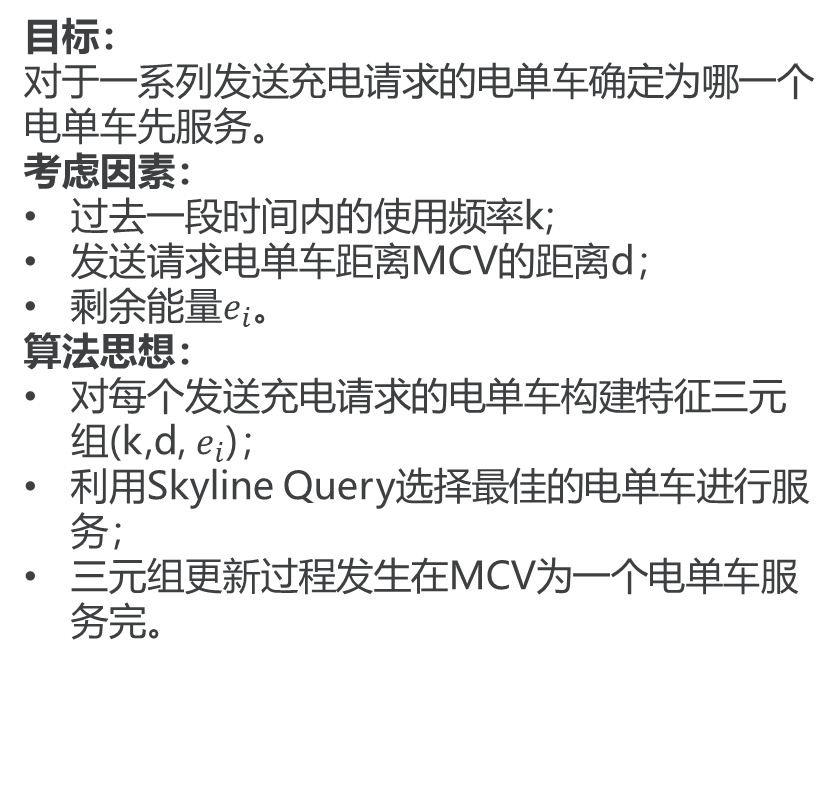 目标：
对于一系列发送充电请求的电单车确定为哪一个
电单车先服务。
考虑因素：
• 过去一段时间内的使用频率k;
• 发送请求电单车距离MCV的距离d；
• 剩余能量eᵢ。
算法思想：
• 对每个发送充电请求的电单车构建特征三元
组(k,d, eᵢ)；
• 利用Skyline Query选择最佳的电单车进行服
务；
• 三元组更新过程发生在MCV为一个电单车服
务完。